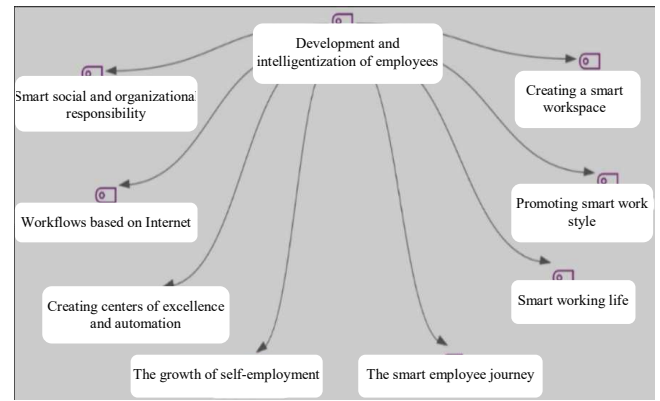 Development and
intelligentization of employees
Smart social and organizational
responsibility
Creating a smart
workspace
Workflows based on Internet
Promoting smart work
style
Creating centers of excellence
and automation
Smart working life
The growth of self-employment
The smart employee journey